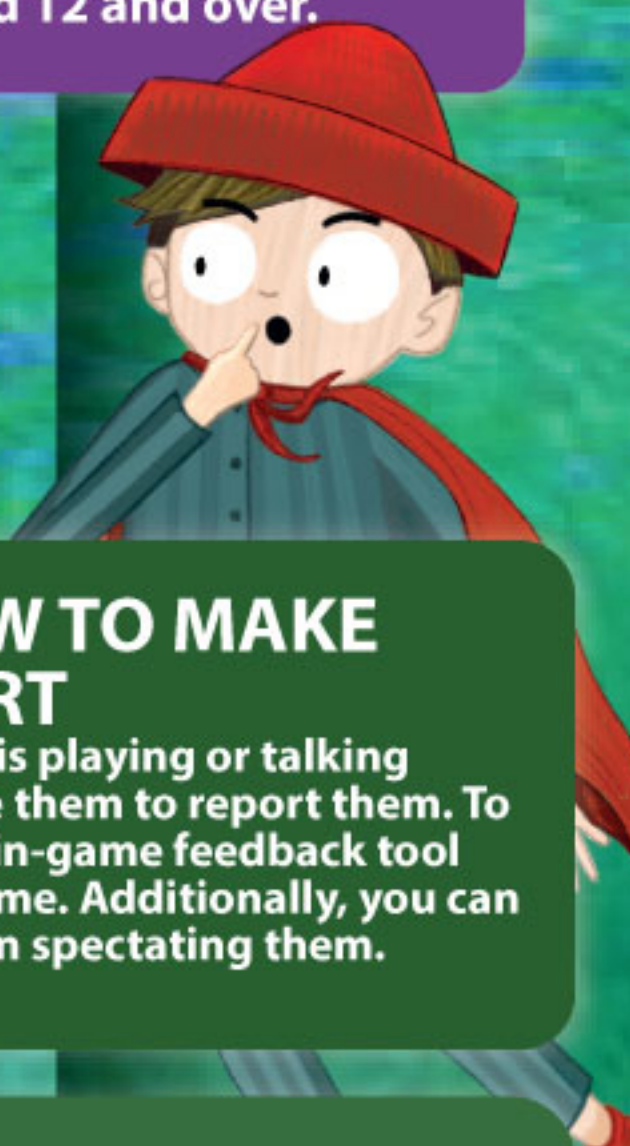 d 12 and over.
W TO MAKE
RT
is playing or talking
e them to report them. To
in-game feedback tool
me. Additionally, you can
n spectating them.